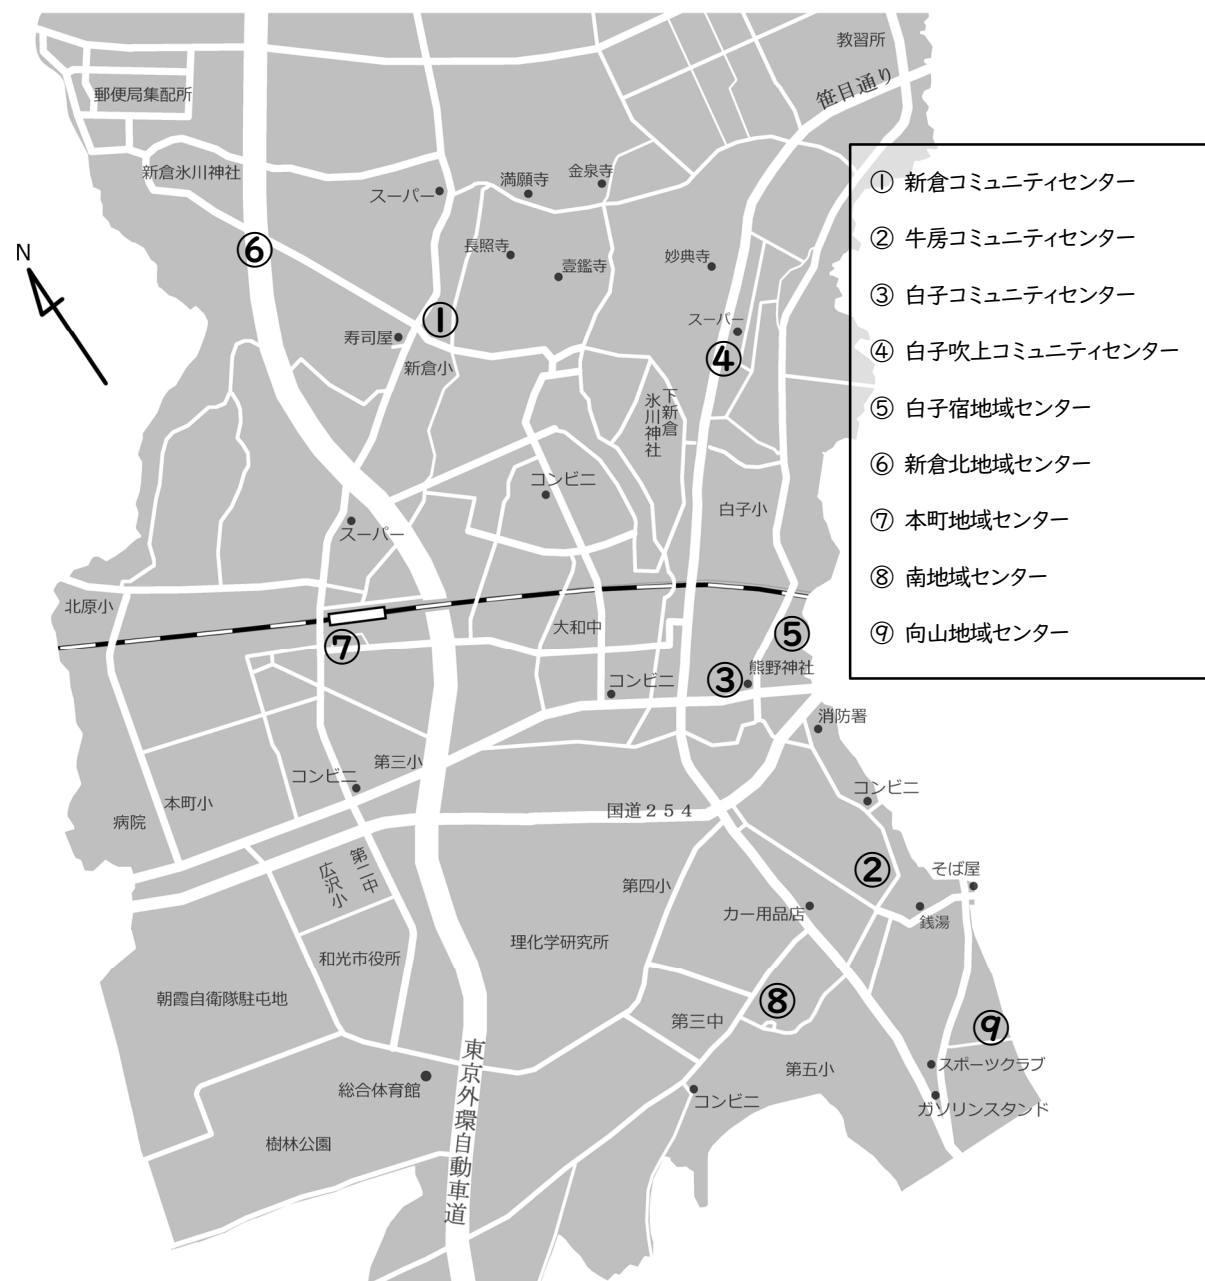 教習所
笹目通り
郵便局集配所
新倉氷川神社
スーパー
満願寺
金泉寺
N
⑥
長照寺
壹鑑寺
妙典寺
①
寿司屋
新倉小
スーパー
④
下新倉
氷川神社
コンビニ
白子小
スーパー
北原小
⑦
大和中
⑤
コンビニ
③
熊野神社
消防署
コンビニ
第三小
本町小
病院
国道254
コンビニ
第二中
広沢小
第四小
②
そば屋
カー用品店
銭湯
理化学研究所
和光市役所
朝霞自衛隊駐屯地
⑧
第三中
⑨
東京外環自動車道
総合体育館
第五小
スポーツクラブ
コンビニ
ガソリンスタンド
樹林公園
① 新倉コミュニティセンター
② 牛房コミュニティセンター
③ 白子コミュニティセンター
④ 白子吹上コミュニティセンター
⑤ 白子宿地域センター
⑥ 新倉北地域センター
⑦ 本町地域センター
⑧ 南地域センター
⑨ 向山地域センター